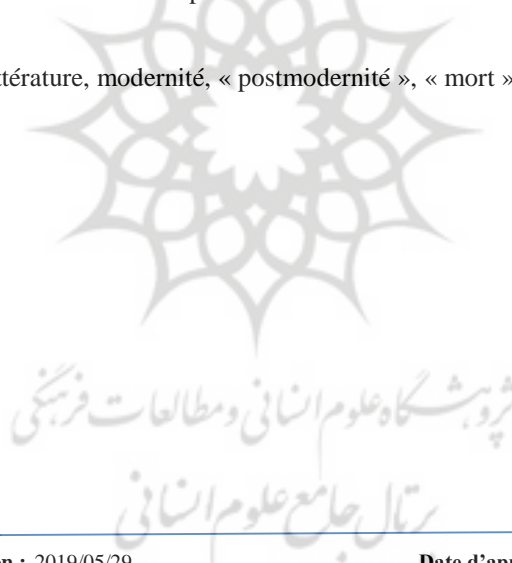 ttérature, modernité, « postmodernité », « mort »
پژوهشگاه علوم انسانی و مطالعات فرهنگی
پرتال جامع علوم انسانی
on : 2019/05/29 Date d'app